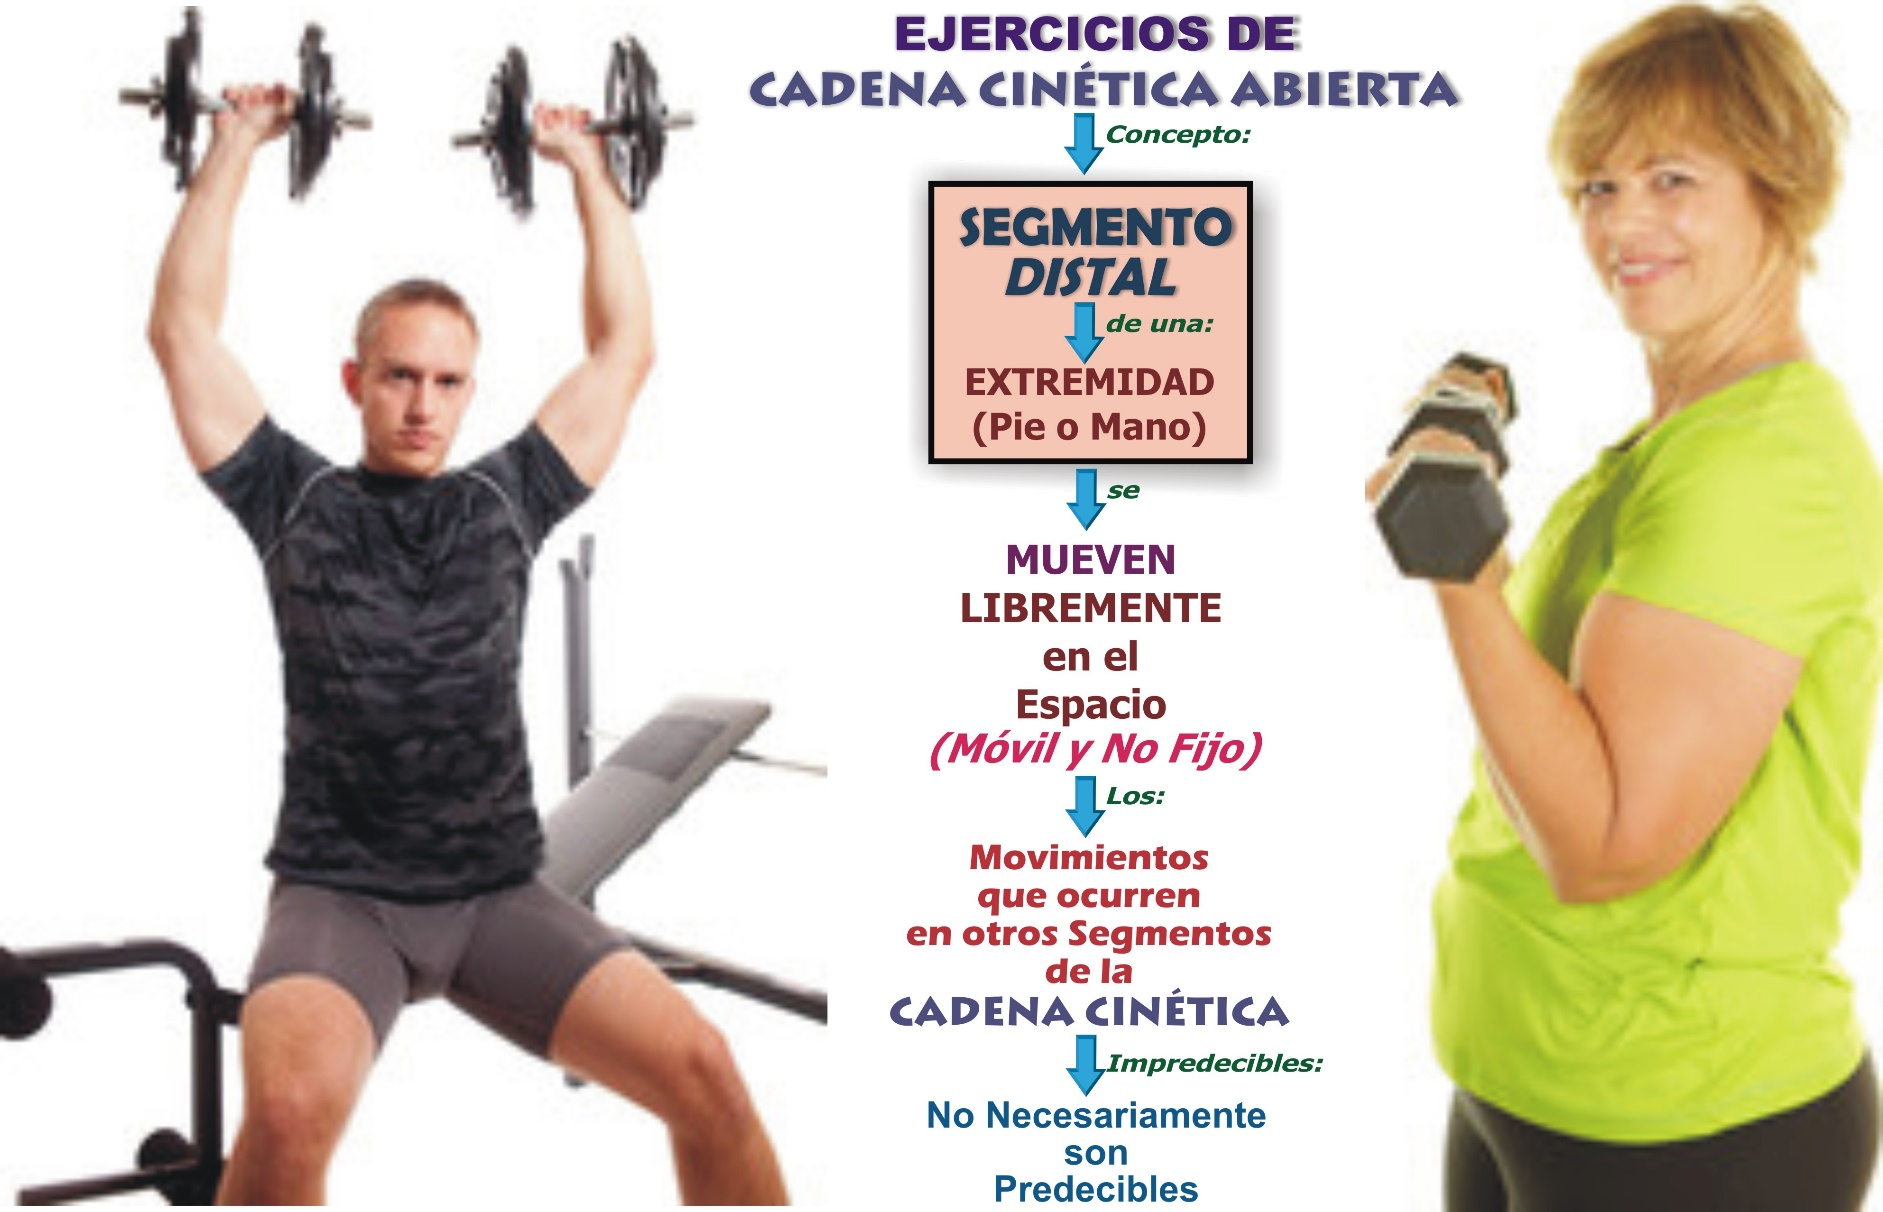 EJERCICIOS DE
CADENA CINÉTICA ABIERTA
Concepto:
SEGMENTO
DISTAL
de una:
EXTREMIDAD
(Pie o Mano)
se
MUEVEN
LIBREMENTE
en el
Espacio
(Móvil y No Fijo)
Los:
Movimientos
que ocurren
en otros Segmentos
de la
CADENA CINÉTICA
Impredecibles:
No Necesariamente
son
Predecibles